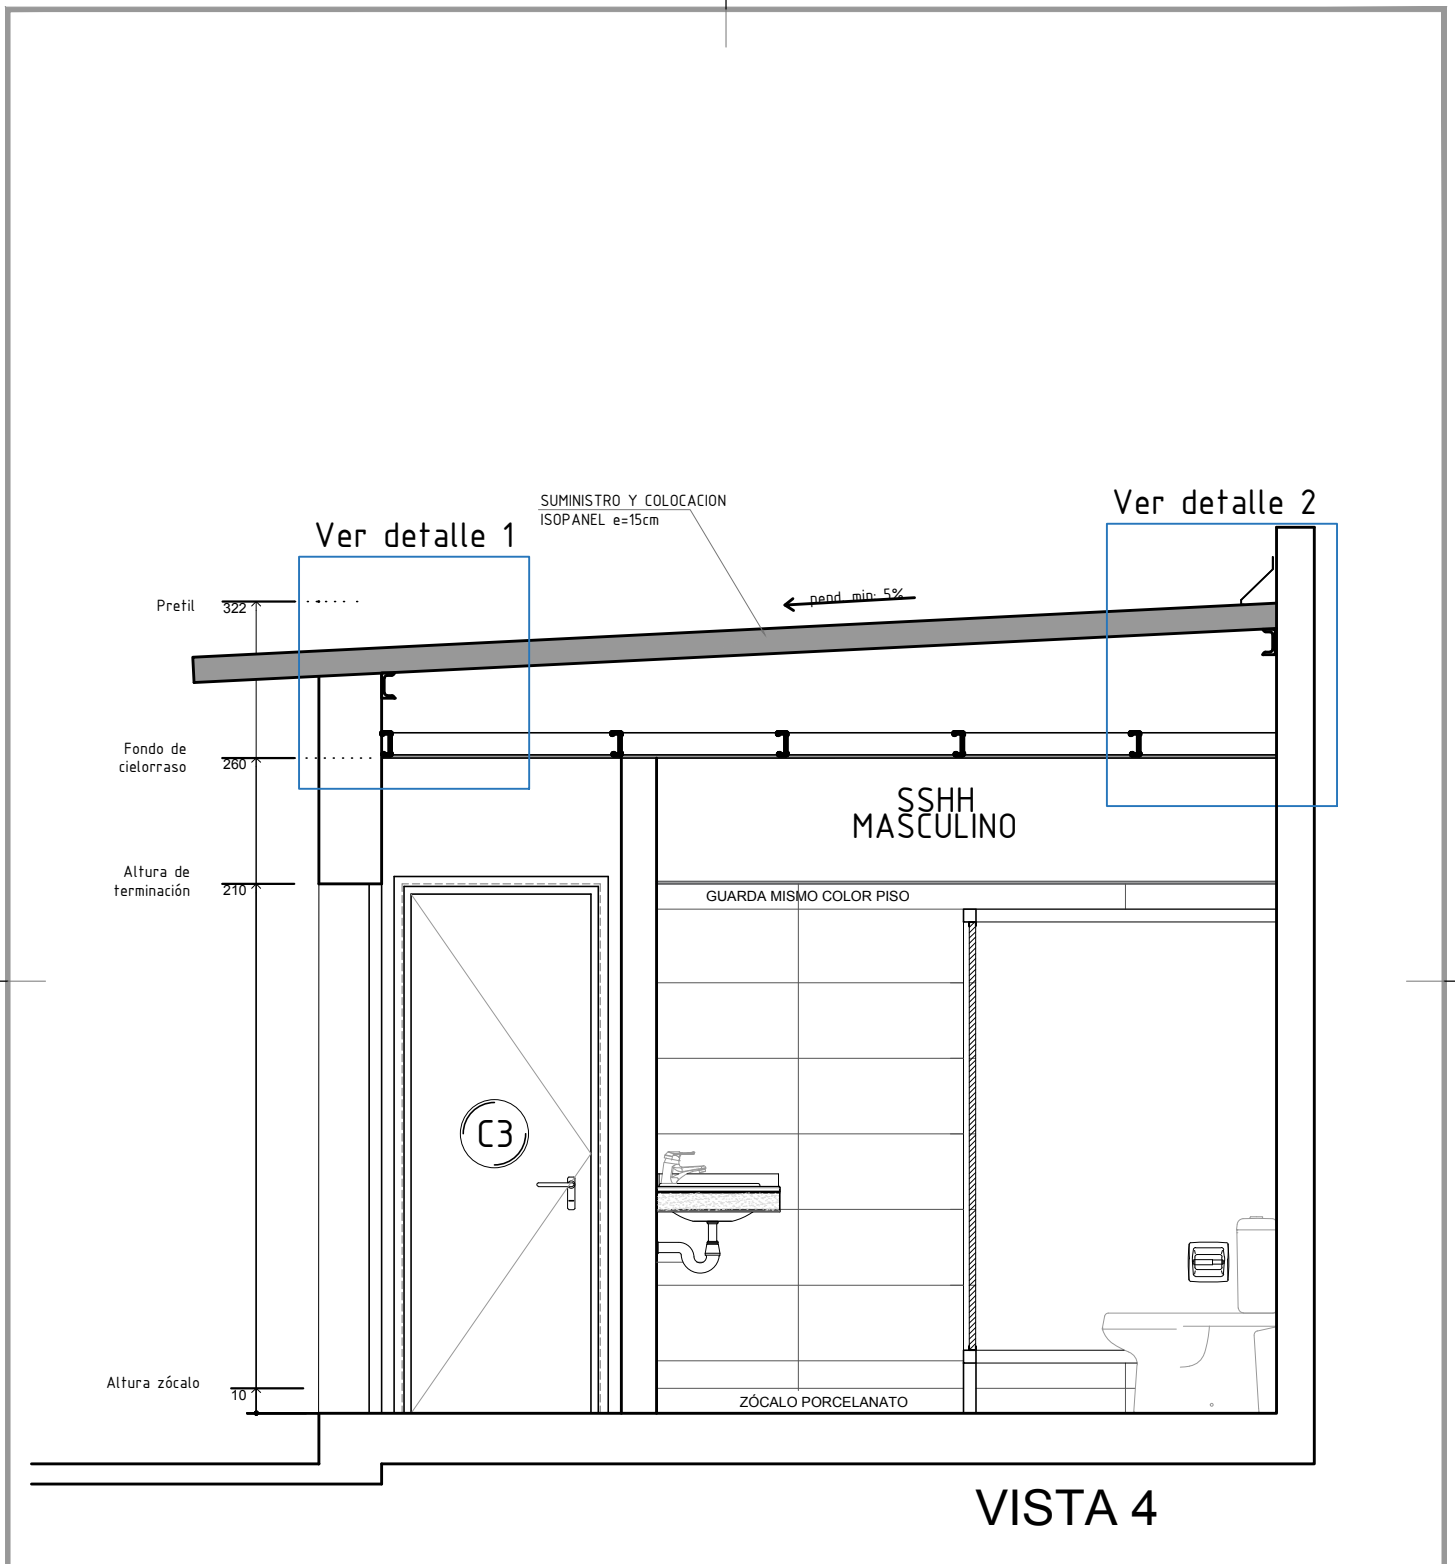 Ver detalle 2
SUMINISTRO Y COLOCACION
ISOPANEL e=15cm
Ver detalle 1
pend. min: 5%
Pretil 322
Fondo de
cielorraso 260
SSHH
MASCULINO
Altura de
terminación 210
GUARDA MISMO COLOR PISO
C3
Altura zócalo 10
ZÓCALO PORCELANATO
VISTA 4